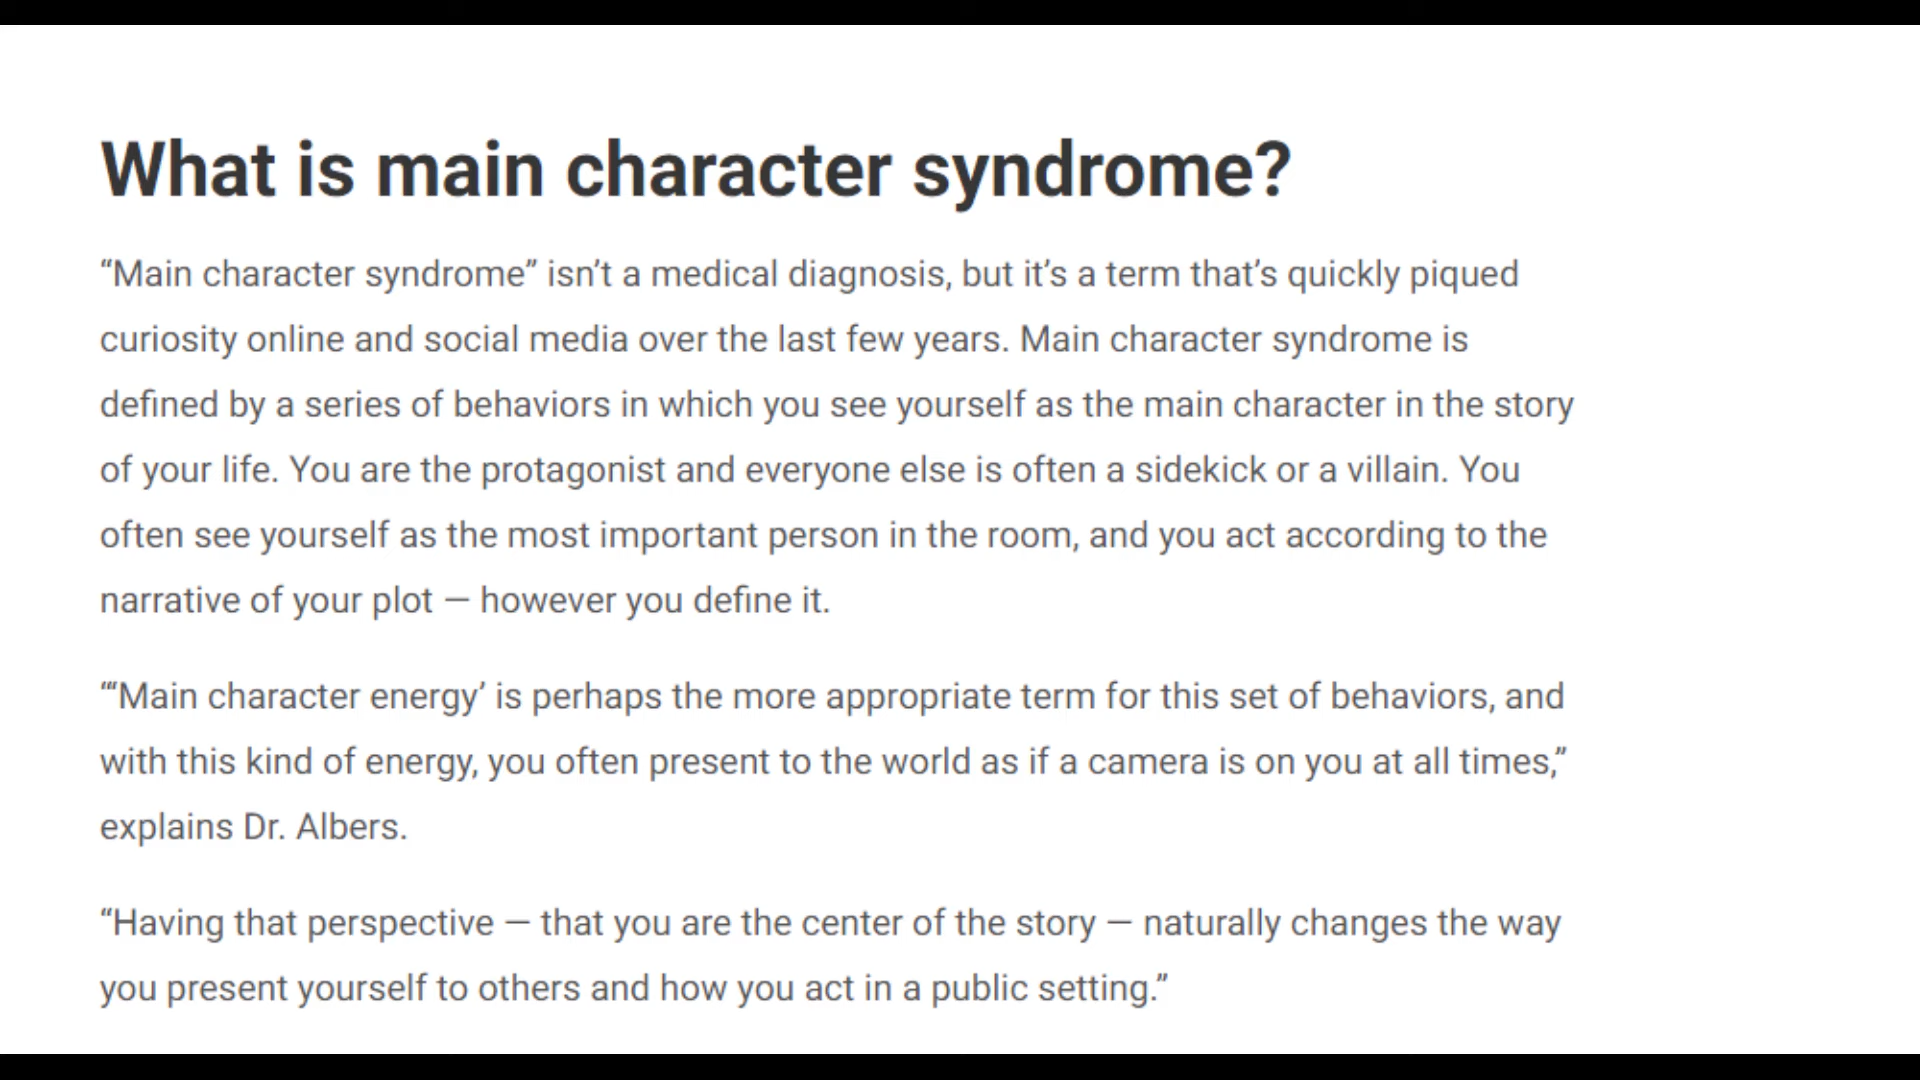 What is main character syndrome?
“Main character syndrome” isn’t a medical diagnosis, but it’s a term that’s quickly piqued
curiosity online and social media over the last few years. Main character syndrome is
defined by a series of behaviors in which you see yourself as the main character in the story
of your life. You are the protagonist and everyone else is often a sidekick or a villain. You
often see yourself as the most important person in the room, and you act according to the
narrative of your plot — however you define it.
“‘Main character energy’ is perhaps the more appropriate term for this set of behaviors, and
with this kind of energy, you often present to the world as if a camera is on you at all times,”
explains Dr. Albers.
“Having that perspective — that you are the center of the story — naturally changes the way
you present yourself to others and how you act in a public setting.”